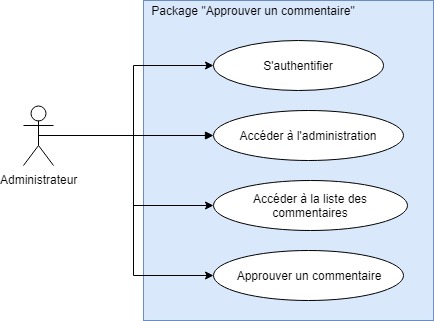 Package "Approuver un commentaire"
S'authentifier
Accéder à l'administration
Administrateur
Accéder à la liste des
commentaires
Approuver un commentaire